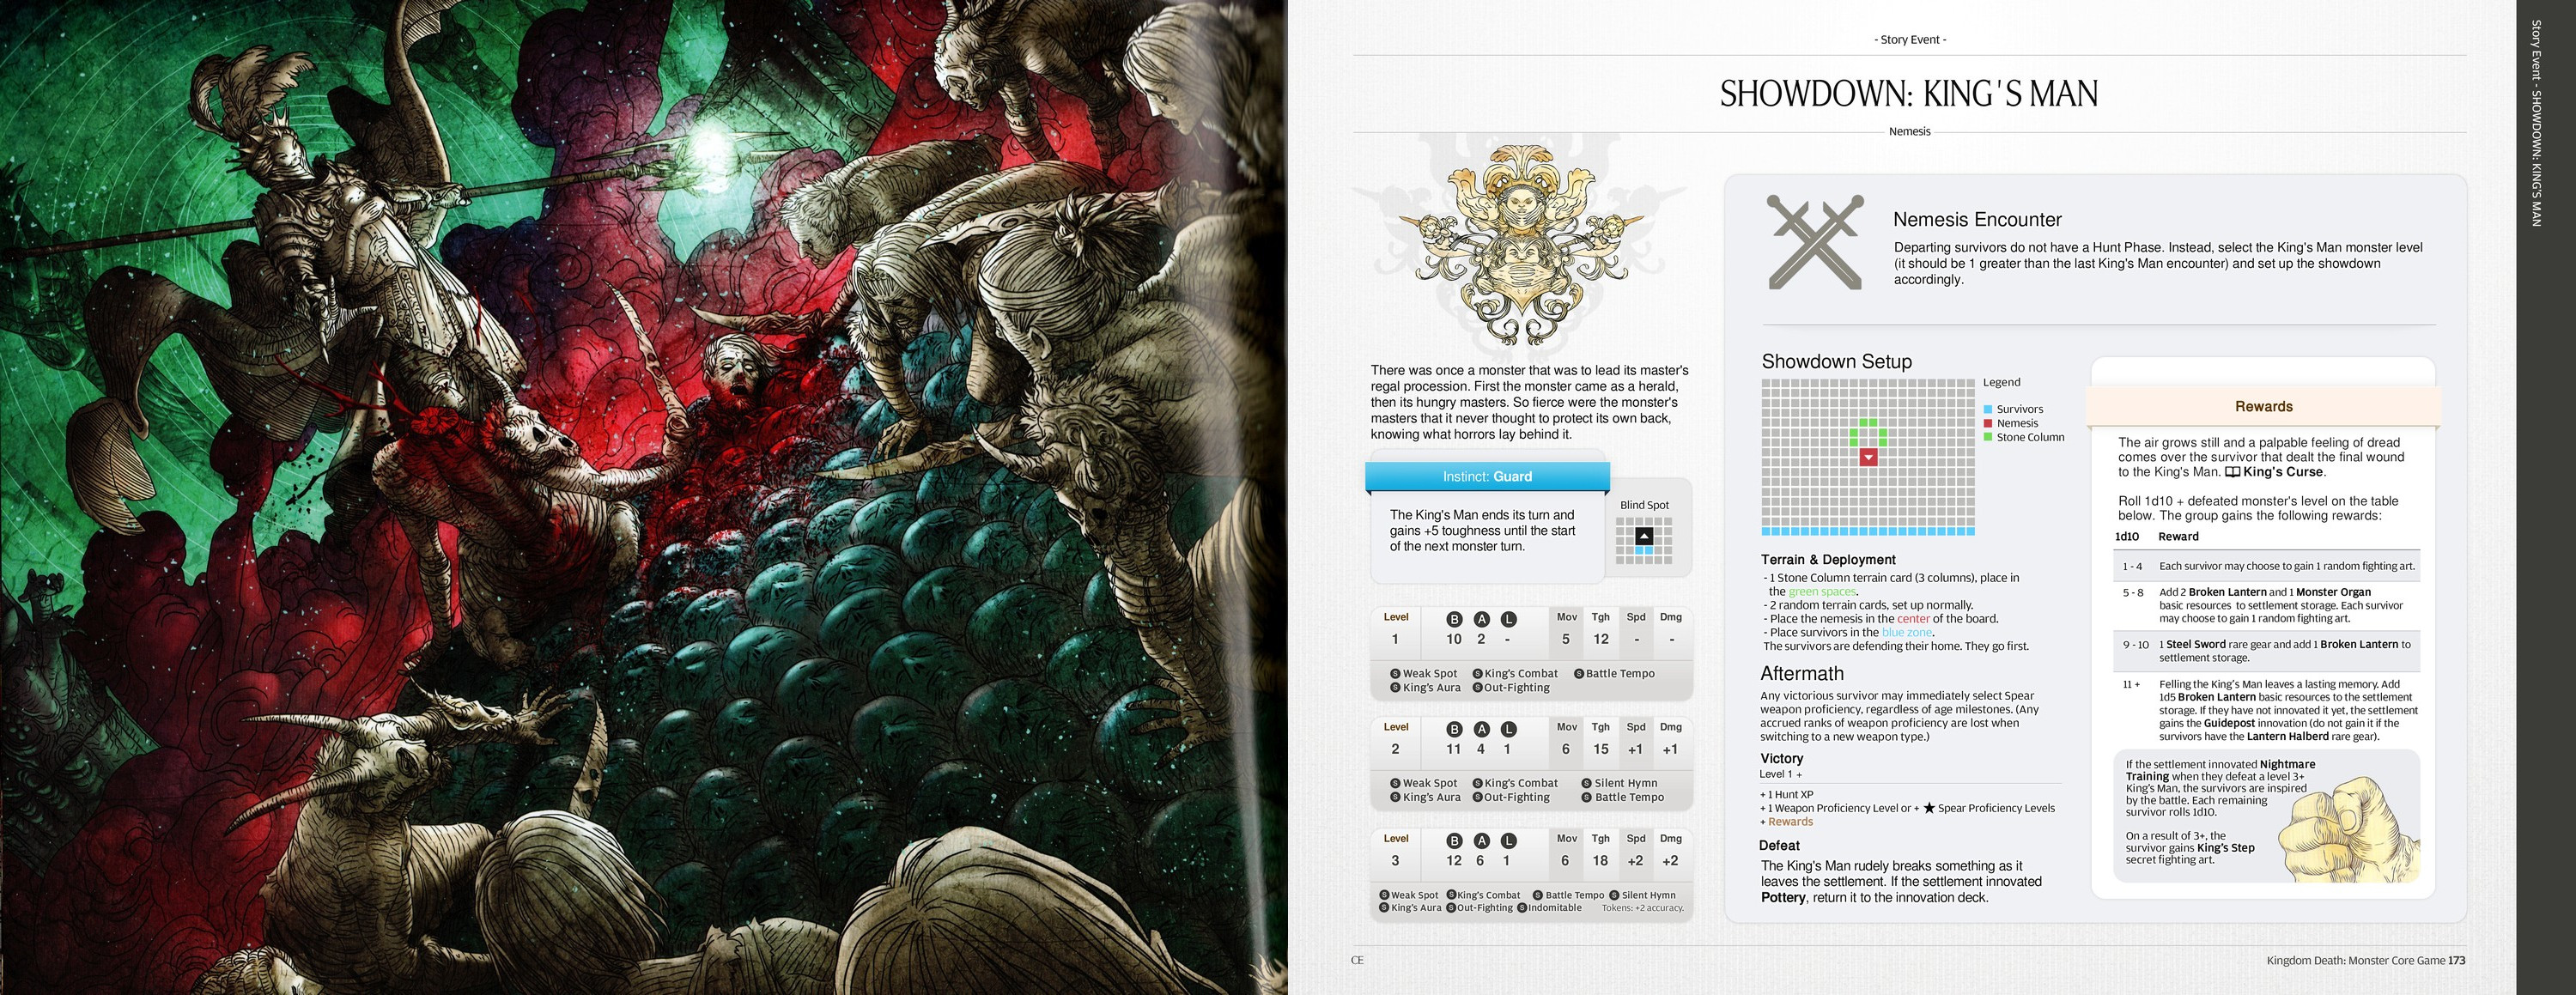 - Story Event -
SHOWDOWN: KING'S MAN
Nemesis
There was once a monster that was to lead its master's
regal procession. First the monster came as a herald,
then its hungry masters. So fierce were the monster's
masters that it never thought to protect its own back,
knowing what horrors lay behind it.
Instinct: Guard
The King's Man ends its turn and
gains +5 toughness until the start
of the next monster turn.
Blind Spot
Level B A L Mov Tgh Spd Dmg
1 10 2 - 5 12 - -
S Weak Spot S King's Combat S Battle Tempo
S King's Aura S Out-Fighting
Level B A L Mov Tgh Spd Dmg
2 11 4 1 6 15 +1 +1
S Weak Spot S King's Combat S Silent Hymn
S King's Aura S Out-Fighting S Battle Tempo
Level B A L Mov Tgh Spd Dmg
3 12 6 1 6 18 +2 +2
S Weak Spot S King's Combat S Battle Tempo S Silent Hymn
S King's Aura S Out-Fighting S Indomitable Tokens: +2 accuracy.
Nemesis Encounter
Departing survivors do not have a Hunt Phase. Instead, select the King's Man monster level
(it should be 1 greater than the last King's Man encounter) and set up the showdown
accordingly.
Showdown Setup
Legend
Survivors
Nemesis
Stone Column
Terrain & Deployment
- 1 Stone Column terrain card (3 columns), place in
the green spaces.
- 2 random terrain cards, set up normally.
- Place the nemesis in the center of the board.
- Place survivors in the blue zone.
The survivors are defending their home. They go first.
Aftermath
Any victorious survivor may immediately select Spear
weapon proficiency, regardless of age milestones. (Any
accrued ranks of weapon proficiency are lost when
switching to a new weapon type.)
Victory
Level 1 +
+ 1 Hunt XP
+ 1 Weapon Proficiency Level or + ★ Spear Proficiency Levels
+ Rewards
Defeat
The King's Man rudely breaks something as it
leaves the settlement. If the settlement innovated
Pottery, return it to the innovation deck.
Rewards
The air grows still and a palpable feeling of dread
comes over the survivor that dealt the final wound
to the King's Man. King's Curse.
Roll 1d10 + defeated monster's level on the table
below. The group gains the following rewards:
1d10 Reward
1 - 4 Each survivor may choose to gain 1 random fighting art.
5 - 8 Add 2 Broken Lantern and 1 Monster Organ
basic resources to settlement storage. Each survivor
may choose to gain 1 random fighting art.
9 - 10 1 Steel Sword rare gear and add 1 Broken Lantern to
settlement storage.
11 + Felling the King's Man leaves a lasting memory. Add
1d5 Broken Lantern basic resources to the settlement
storage. If they have not innovated it yet, the settlement
gains the Guidepost innovation (do not gain it if the
survivors have the Lantern Halberd rare gear).
If the settlement innovated Nightmare
Training when they defeat a level 3+
King's Man, the survivors are inspired
by the battle. Each remaining
survivor rolls 1d10.
On a result of 3+, the
survivor gains King's Step
secret fighting art.
CE
Kingdom Death: Monster Core Game 173
Story Event - SHOWDOWN: KING'S MAN